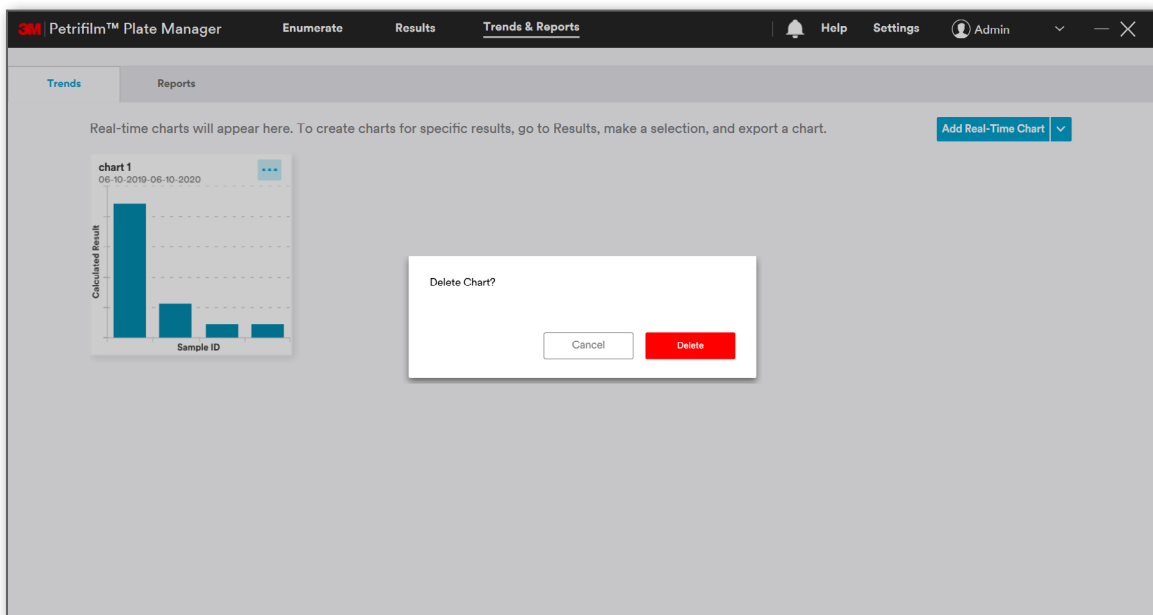 3M Petrifilm™ Plate Manager Enumerate Results Trends & Reports Help Settings Admin
Trends Reports
Real-time charts will appear here. To create charts for specific results, go to Results, make a selection, and export a chart. Add Real-Time Chart
chart 1
06-10-2019-06-10-2020
Calculated Result
Sample ID
Delete Chart?
Cancel Delete